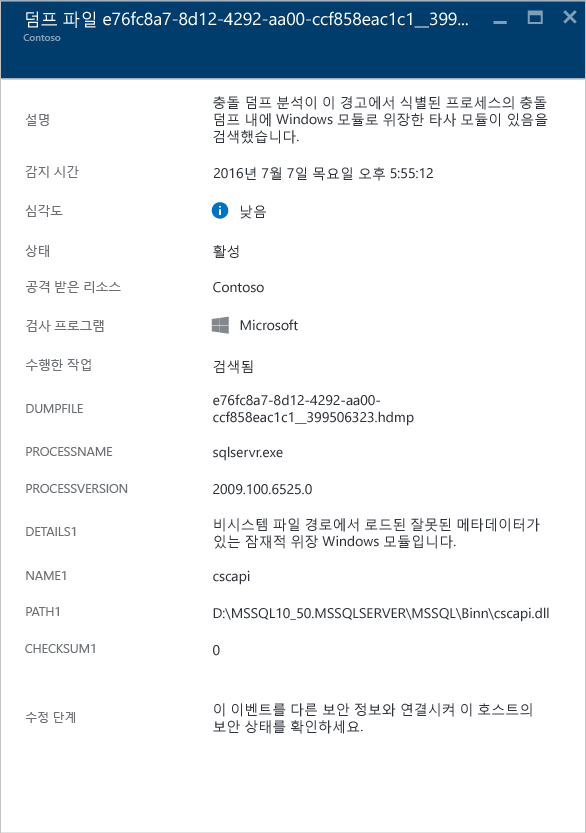 덤프 파일 e76fc8a7-8d12-4292-aa00-ccf858eac1c1__399...
Contoso
설명
충돌 덤프 분석이 이 경고에서 식별된 프로세스의 충돌
덤프 내에 Windows 모듈로 위장한 타사 모듈이 있음을
검색했습니다.
감지 시간
2016년 7월 7일 목요일 오후 5:55:12
심각도
낮음
상태
활성
공격 받은 리소스
Contoso
검사 프로그램
Microsoft
수행한 작업
검색됨
DUMPFILE
e76fc8a7-8d12-4292-aa00-
ccf858eac1c1__399506323.hdmp
PROCESSNAME
sqlservr.exe
PROCESSVERSION
2009.100.6525.0
DETAILS1
비시스템 파일 경로에서 로드된 잘못된 메타데이터가
있는 잠재적 위장 Windows 모듈입니다.
NAME1
cscapi
PATH1
D:\MSSQL10_50.MSSQLSERVER\MSSQL\Binn\cscapi.dll
CHECKSUM1
0
수정 단계
이 이벤트를 다른 보안 정보와 연결시켜 이 호스트의
보안 상태를 확인하세요.